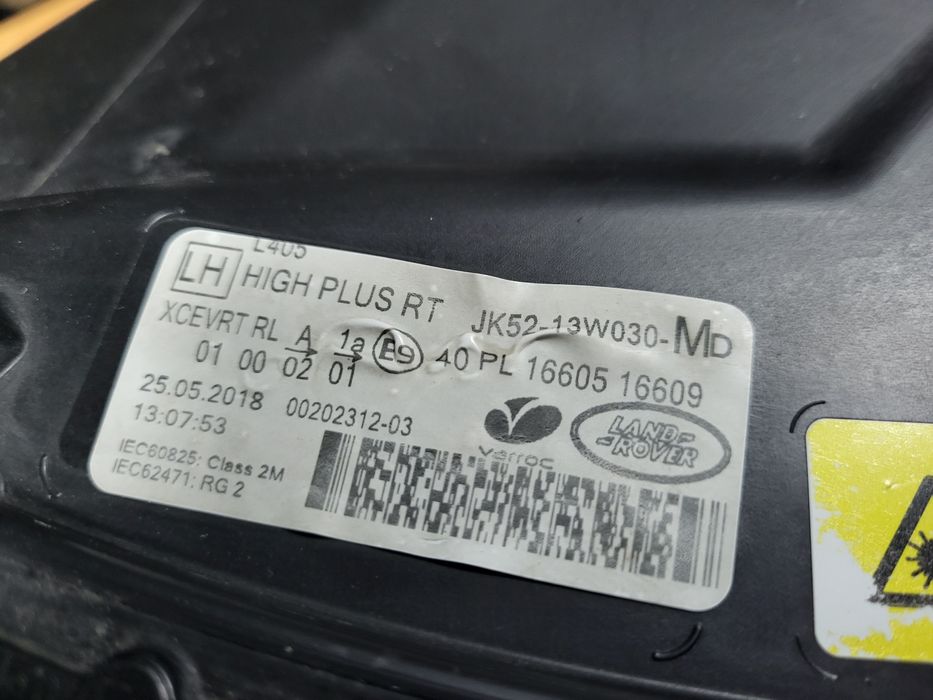 L405
LH HIGH PLUS RT JK52-13W030-MD
XCEVRT RL A 1a E9 40 PL 16605 16609
01 00 02 01
25.05.2018 00202312-03
13:07:53
IEC60825: Class 2M
IEC62471: RG 2
Varroc
LAND
ROVER